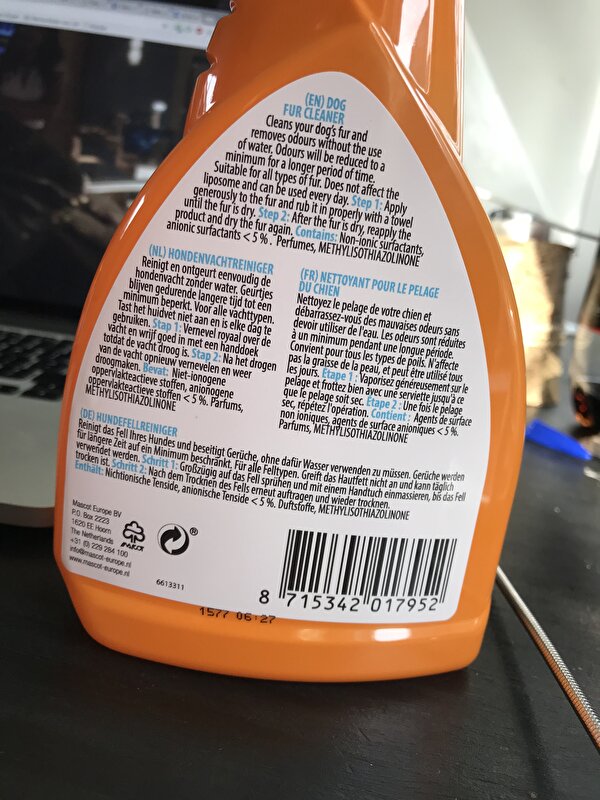 (EN) DOG
FUR CLEANER
Cleans your dog's fur and
removes odours without the use
of water. Odours will be reduced to a
minimum for a longer period of time.
Suitable for all types of fur. Does not affect the
liposome and can be used every day. Step 1: Apply
generously to the fur and rub it in properly with a towel
until the fur is dry. Step 2: After the fur is dry, reapply the
product and dry the fur again. Contains: Non-ionic surfactants,
anionic surfactants < 5 %. Perfumes, METHYLISOTHIAZOLINONE
(NL) HONDENVACHTREINIGER
Reinigt en ontgeurt eenvoudig de
hondenvacht zonder water. Geurtjes
blijven gedurende langere tijd tot een
minimum beperkt. Voor alle vachttypen.
Tast het huidvet niet aan en is elke dag te
gebruiken. Stap 1: Vernevel royaal over de
vacht en wrijf goed in met een handdoek
totdat de vacht droog is. Stap 2: Na het drogen
van de vacht opnieuw vernevelen en weer
droogmaken. Bevat: Niet-ionogene
oppervlakteactieve stoffen, anionogene
oppervlakteactieve stoffen < 5 %. Parfums,
METHYLISOTHIAZOLINONE
(FR) NETTOYANT POUR LE PELAGE
DU CHIEN
Nettoyez le pelage de votre chien et
débarrassez-vous des mauvaises odeurs sans
devoir utiliser de l'eau. Les odeurs sont réduites
à un minimum pendant une longue période.
Convient pour tous les types de poils. N'affecte
pas la graisse de la peau, et peut être utilisé tous
les jours. Étape 1 : Vaporisez généreusement sur le
pelage et frottez bien avec une serviette jusqu'à ce
que le pelage soit sec. Étape 2 : Une fois le pelage
sec, répétez l'opération. Contient : Agents de surface
non ioniques, agents de surface anioniques < 5 %.
Parfums, METHYLISOTHIAZOLINONE
(DE) HUNDEFELLREINIGER
Reinigt das Fell Ihres Hundes und beseitigt Gerüche, ohne dafür Wasser verwenden zu müssen. Gerüche werden
für längere Zeit auf ein Minimum beschränkt. Für alle Felltypen. Greift das Hautfett nicht an und kann täglich
verwendet werden. Schritt 1: Großzügig auf das Fell sprühen und mit einem Handtuch einmassieren, bis das Fell
trocken ist. Schritt 2: Nach dem Trocknen des Fells erneut auftragen und wieder trocknen.
Enthält: Nichtionische Tenside, anionische Tenside < 5 %. Duftstoffe, METHYLISOTHIAZOLINONE
Mascot Europe BV
P.O. Box 2223
1620 EE Hoorn
The Netherlands
+31 (0) 229 284 100
info@mascot-europe.nl
www.mascot-europe.nl
MASCOT
®
6613311
8 715342 017952
1577 06:27